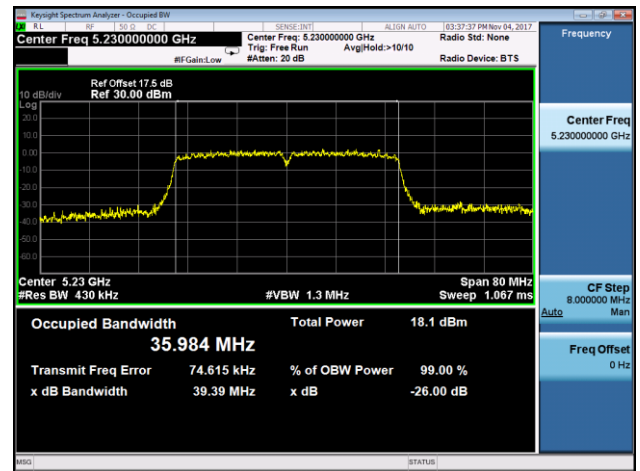 Keysight Spectrum Analyzer - Occupied BW
RL RF 50 Ω DC SENSE:INT ALIGN AUTO 03:37:37 PM Nov 04, 2017
Center Freq 5.230000000 GHz
Center Freq: 5.230000000 GHz
Radio Std: None
Trig: Free Run Avg|Hold:>10/10
#IFGain:Low
#Atten: 20 dB
Radio Device: BTS
Frequency
Ref Offset 17.5 dB
10 dB/div Ref 30.00 dBm
Log
20.0
10.0
0.00
-10.0
-20.0
-30.0
-40.0
-50.0
-60.0
Center 5.23 GHz
Span 80 MHz
#Res BW 430 kHz
#VBW 1.3 MHz
Sweep 1.067 ms
Occupied Bandwidth
35.984 MHz
Total Power 18.1 dBm
Transmit Freq Error 74.615 kHz
% of OBW Power 99.00 %
x dB Bandwidth 39.39 MHz
x dB -26.00 dB
Center Freq
5.230000000 GHz
CF Step
8.000000 MHz
Auto Man
Freq Offset
0 Hz
MSG
STATUS